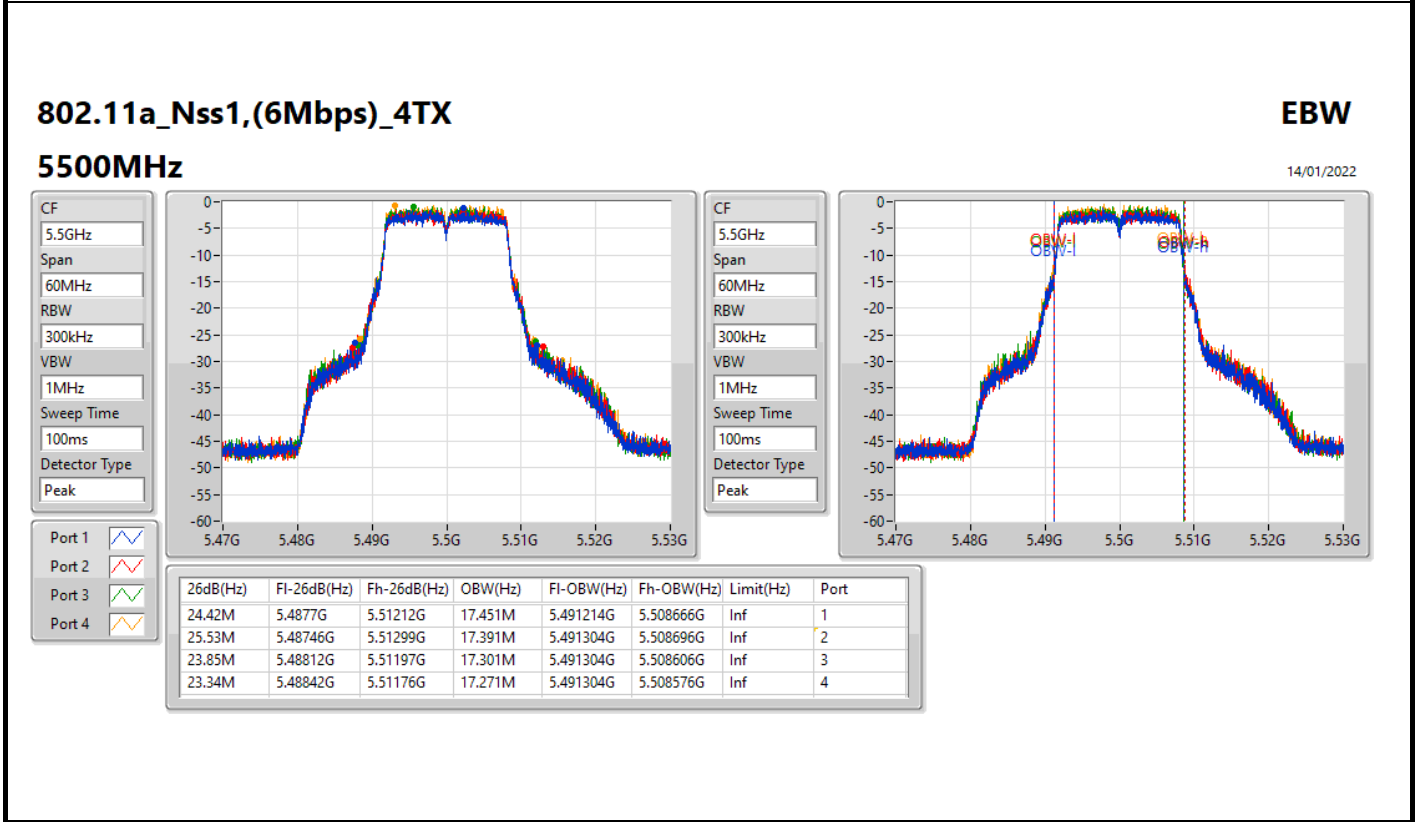 802.11a_Nss1,(6Mbps)_4TX
EBW
5500MHz
14/01/2022
CF
5.5GHz
Span
60MHz
RBW
300kHz
VBW
1MHz
Sweep Time
100ms
Detector Type
Peak
Port 1
Port 2
Port 3
Port 4
0
-5
-10
-15
-20
-25
-30
-35
-40
-45
-50
-55
-60
5.47G 5.48G 5.49G 5.5G 5.51G 5.52G 5.53G
CF
5.5GHz
Span
60MHz
RBW
300kHz
VBW
1MHz
Sweep Time
100ms
Detector Type
Peak
0
-5
-10
-15
-20
-25
-30
-35
-40
-45
-50
-55
-60
OBW-l OBW-h
OBW-l OBW-h
5.47G 5.48G 5.49G 5.5G 5.51G 5.52G 5.53G
26dB(Hz) Fl-26dB(Hz) Fh-26dB(Hz) OBW(Hz) Fl-OBW(Hz) Fh-OBW(Hz) Limit(Hz) Port
24.42M 5.4877G 5.51212G 17.451M 5.491214G 5.508666G Inf 1
25.53M 5.48746G 5.51299G 17.391M 5.491304G 5.508696G Inf 2
23.85M 5.48812G 5.51197G 17.301M 5.491304G 5.508606G Inf 3
23.34M 5.48842G 5.51176G 17.271M 5.491304G 5.508576G Inf 4